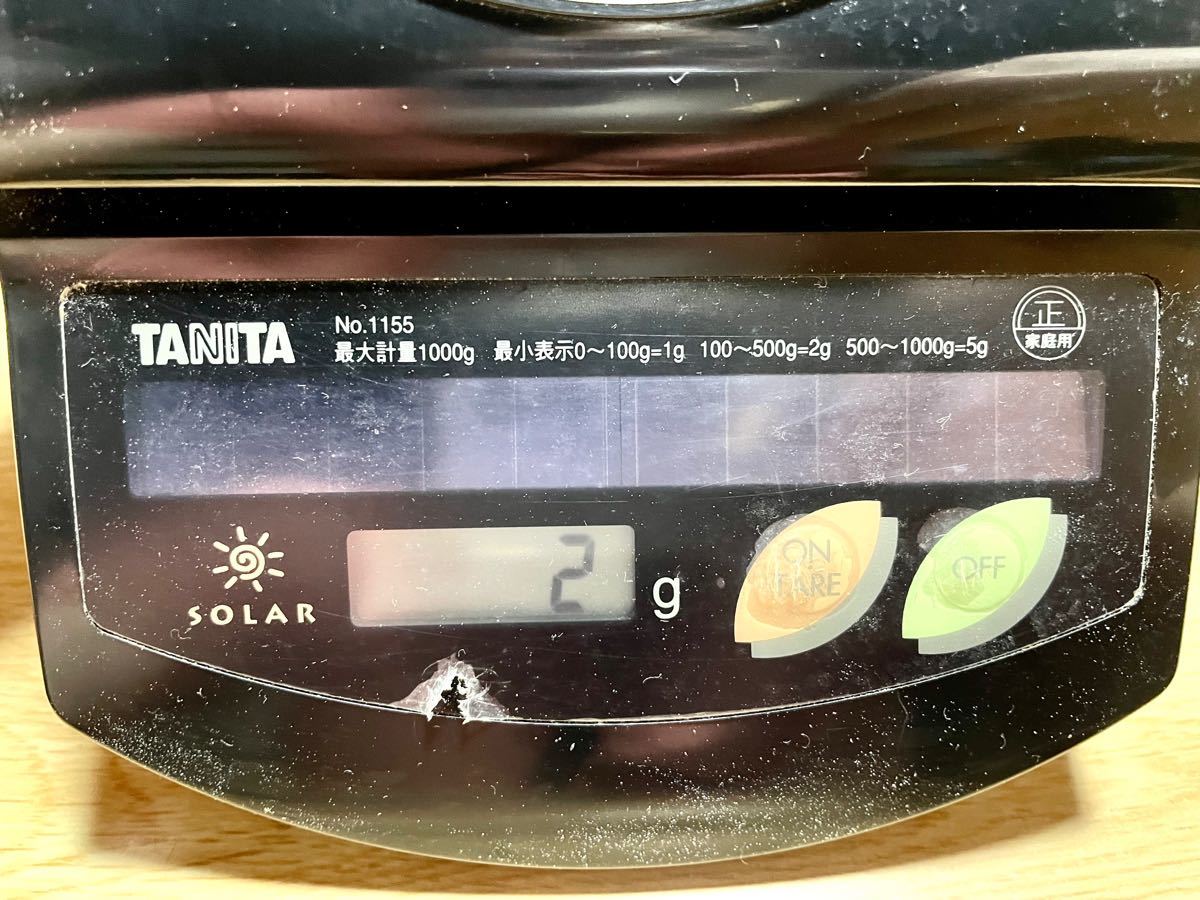 TANITA
No.1155
最大計量1000g 最小表示0〜100g=1g 100〜500g=2g 500〜1000g=5g
正
家庭用
SOLAR
2 g
ON
TARE
OFF